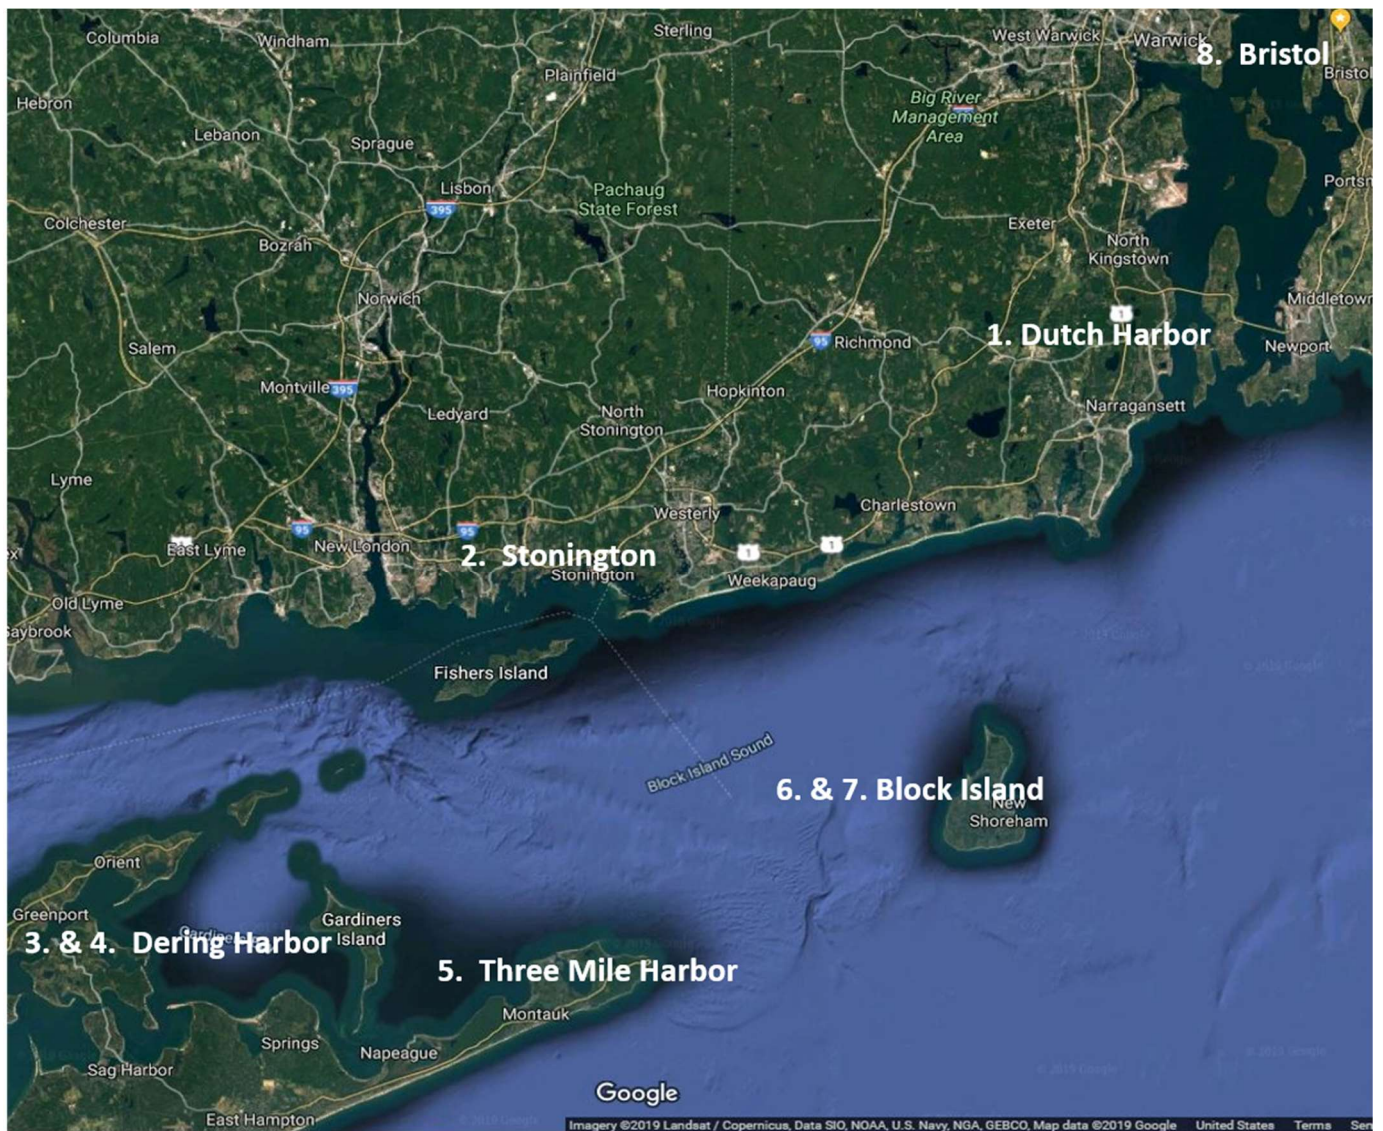 Columbia
Windham
Sterling
West Warwick
Warwick
8. Bristol
Bristol
Plainfield
Hebron
Big River
Management
Area
Lebanon
Sprague
Lisbon
395
Pachaug
State Forest
Colchester
Bozrah
Exeter
North
Kingstown
Norwich
Middletown
1
1. Dutch Harbor
95
Richmond
Newport
Salem
Montville
395
Hopkinton
Ledyard
North
Stonington
Narragansett
Lyme
Westerly
Charlestown
95
95
East Lyme
New London
2. Stonington
Stonington
1
1
Weekapaug
Old Lyme
Saybrook
Fishers Island
Block Island Sound
6. & 7. Block Island
New
Shoreham
Orient
Greenport
Gardiners
Island
3. & 4. Dering Harbor
5. Three Mile Harbor
Montauk
Springs
Napeague
Sag Harbor
East Hampton
Google
Imagery ©2019 Landsat / Copernicus, Data SIO, NOAA, U.S. Navy, NGA, GEBCO, Map data ©2019 Google United States Terms